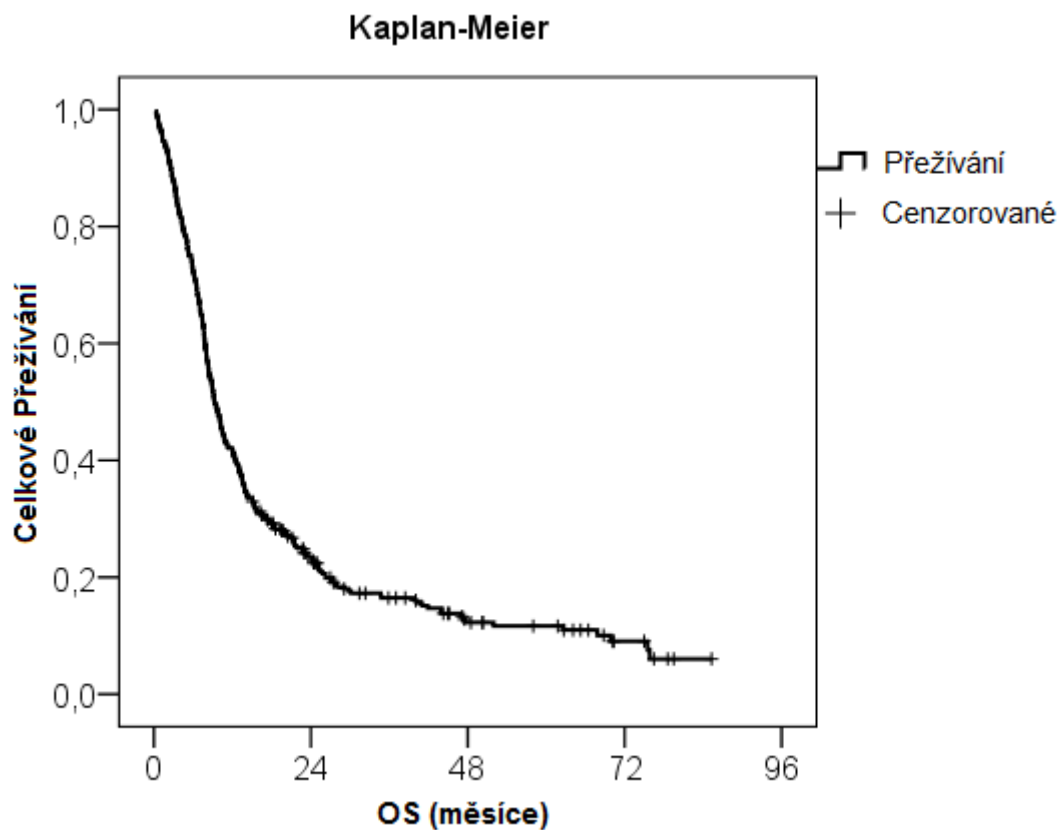 Kaplan-Meier
1,0
0,8
0,6
0,4
0,2
0,0
Celkové Přežívání
0
24
48
72
96
OS (měsíce)
Přežívání
Cenzorované